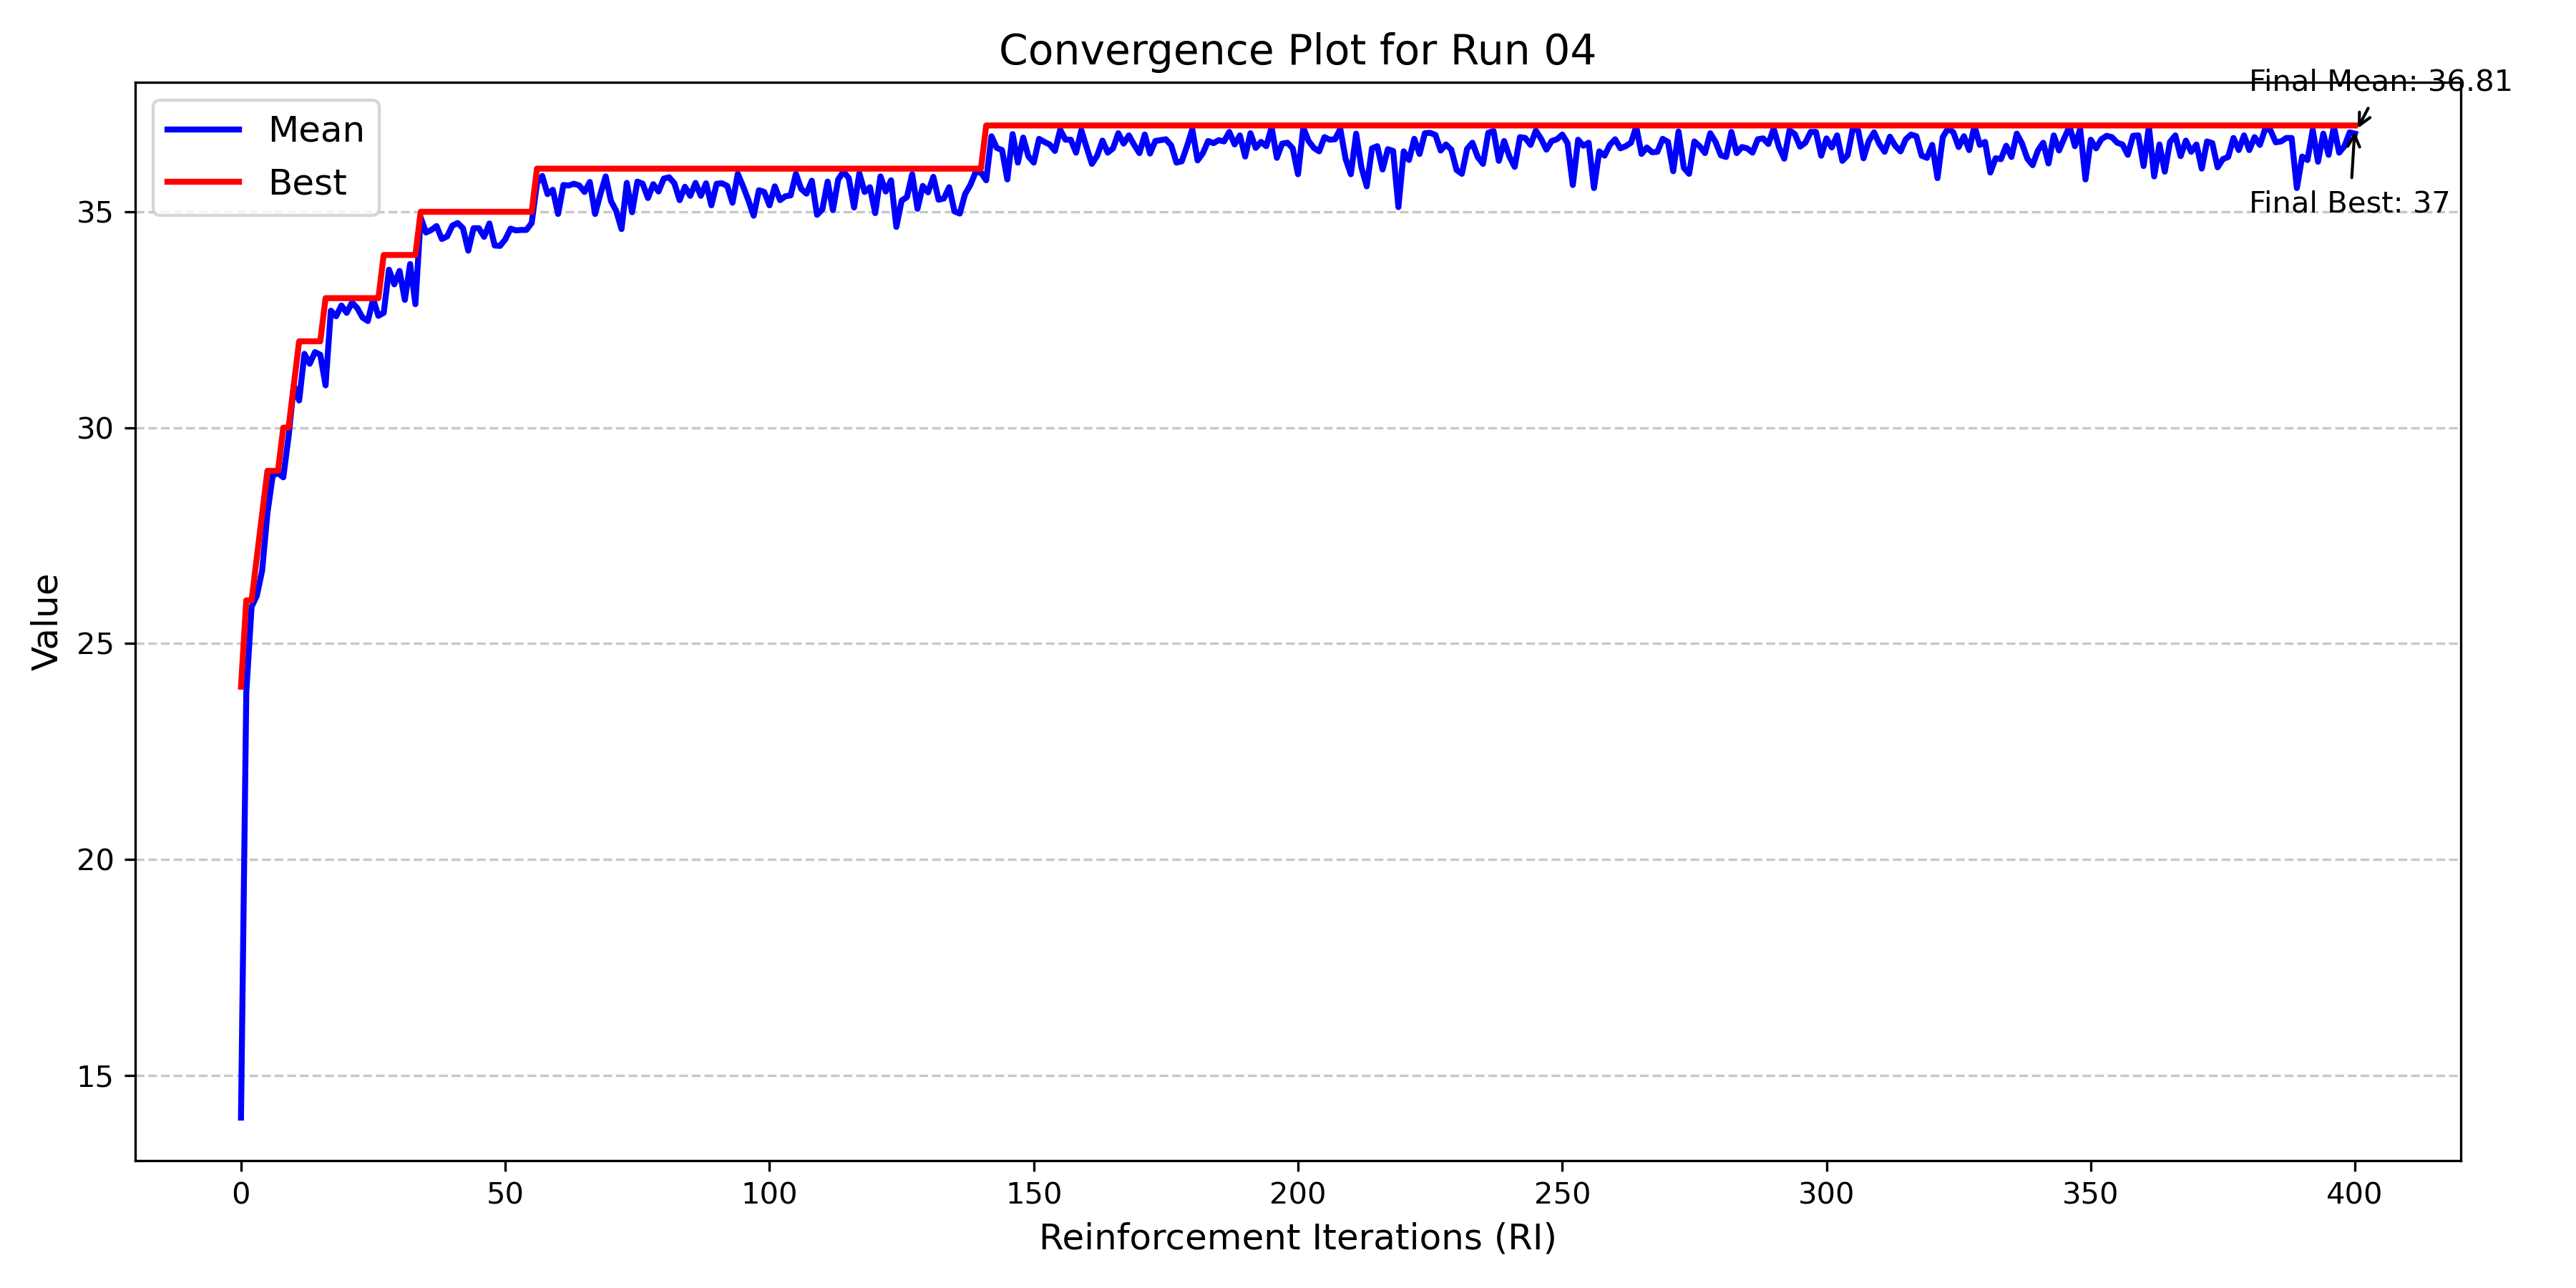 Convergence Plot for Run 04
Final Mean: 36.81
Mean
Best
Final Best: 37
35
30
25
20
15
Value
0 50 100 150 200 250 300 350 400
Reinforcement Iterations (RI)